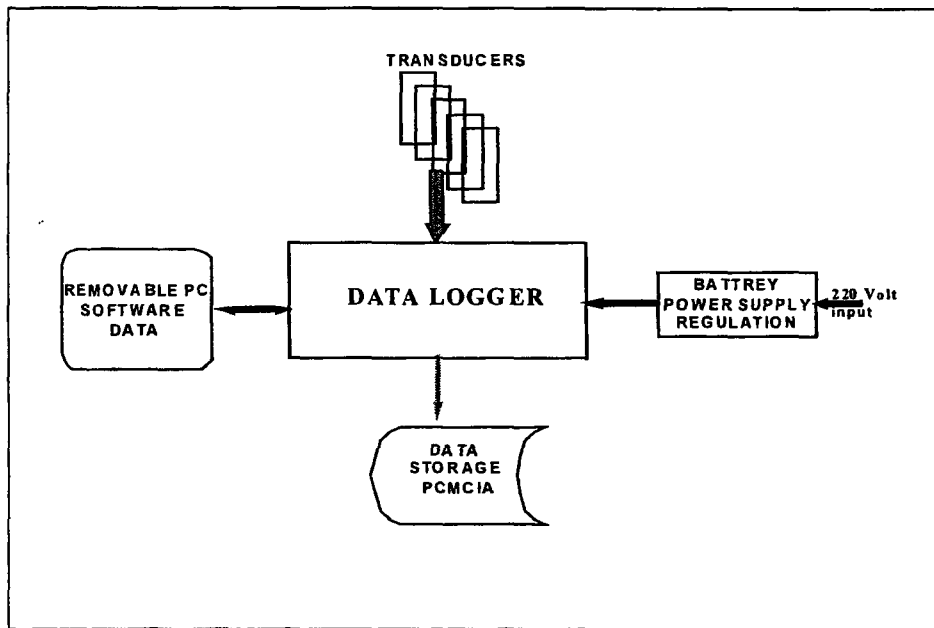 TRANSDUCERS
REMOVABLE PC
SOFTWARE
DATA
DATA LOGGER
BATTREY
POWER SUPPLY
REGULATION
220 Volt
input
DATA
STORAGE
PCMCIA